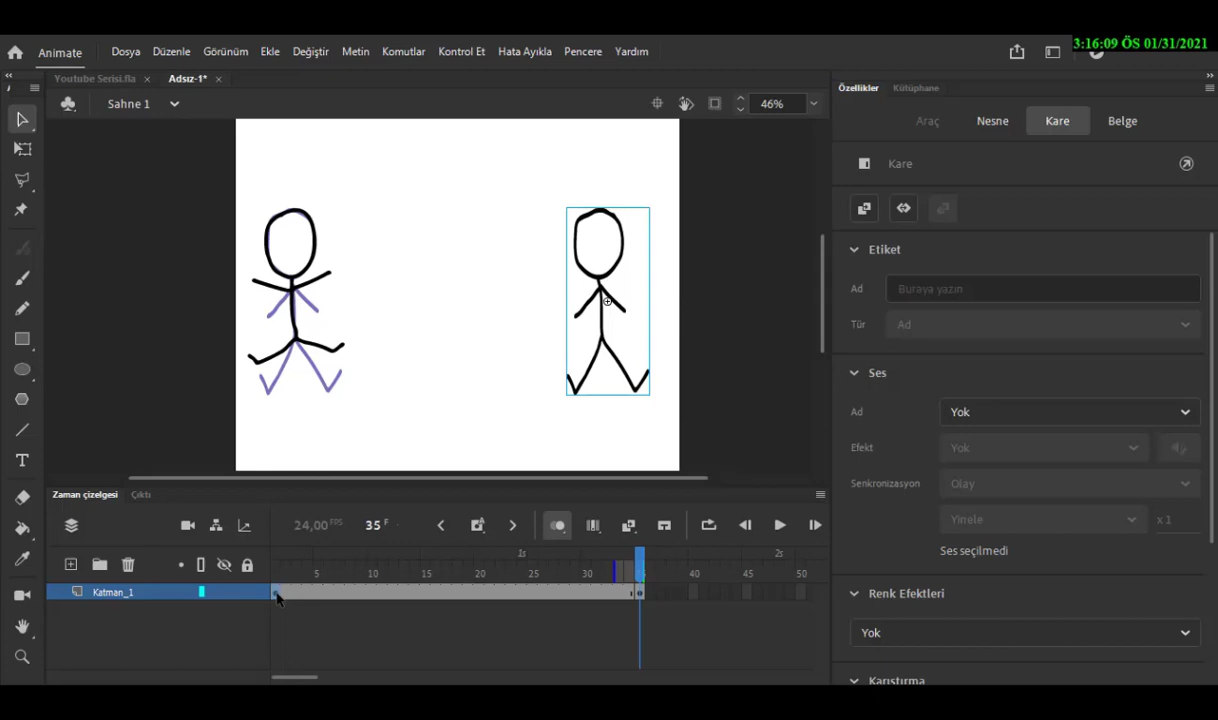 3:16:09 ÖS 01/31/2021
Animate Dosya Düzenle Görünüm Ekle Değiştir Metin Komutlar Kontrol Et Hata Ayıkla Pencere Yardım
Youtube Serisi.fla × Adsız-1* ×
Sahne 1 46%
Özellikler Kütüphane
Araç Nesne Kare Belge
Kare
Etiket
Ad Buraya yazın
Tür Ad
Ses
Ad Yok
Efekt Yok
Senkronizasyon Olay
Yinele x 1
Ses seçilmedi
Renk Efektleri
Yok
Karıştırma
Zaman çizelgesi Çıktı
24,00 FPS 35 F
1s 2s
5 10 15 20 25 30 40 45 50
Katman_1